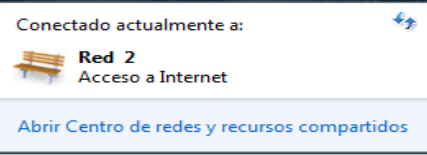 Conectado actualmente a:
Red 2
Acceso a Internet
Abrir Centro de redes y recursos compartidos